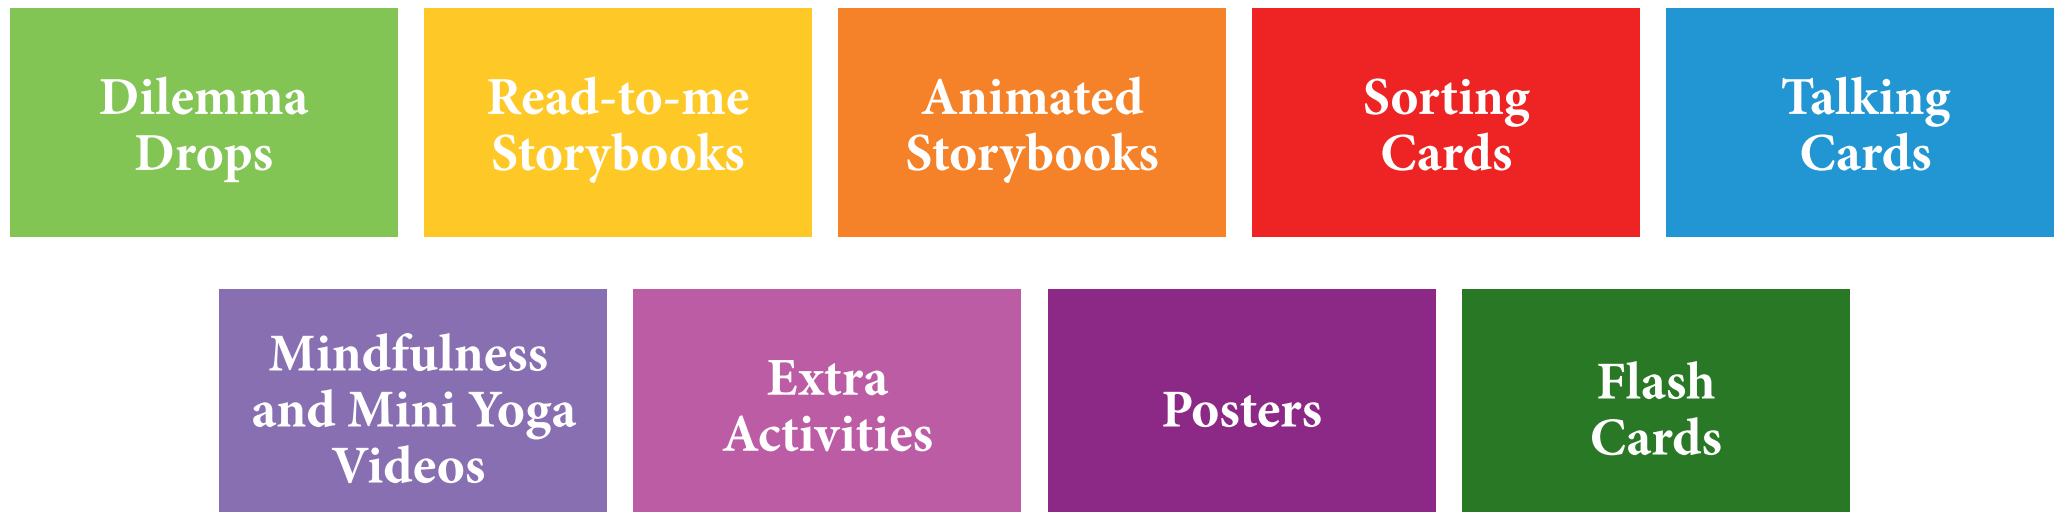 Dilemma
Drops
Read-to-me
Storybooks
Animated
Storybooks
Sorting
Cards
Talking
Cards
Mindfulness
and Mini Yoga
Videos
Extra
Activities
Posters
Flash
Cards